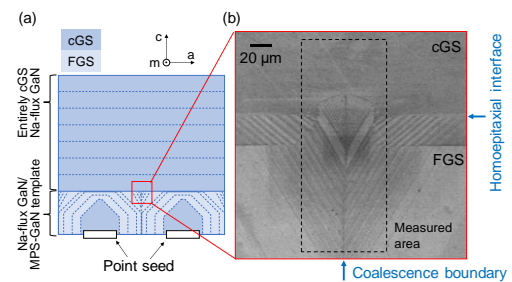 (a)
cGS
FGS
c
m
a
Entirely cGS
Na-flux GaN
Na-flux GaN/
MPS-GaN template
Point seed
(b)
20 μm
cGS
FGS
Measured
area
Homoepitaxial interface
Coalescence boundary